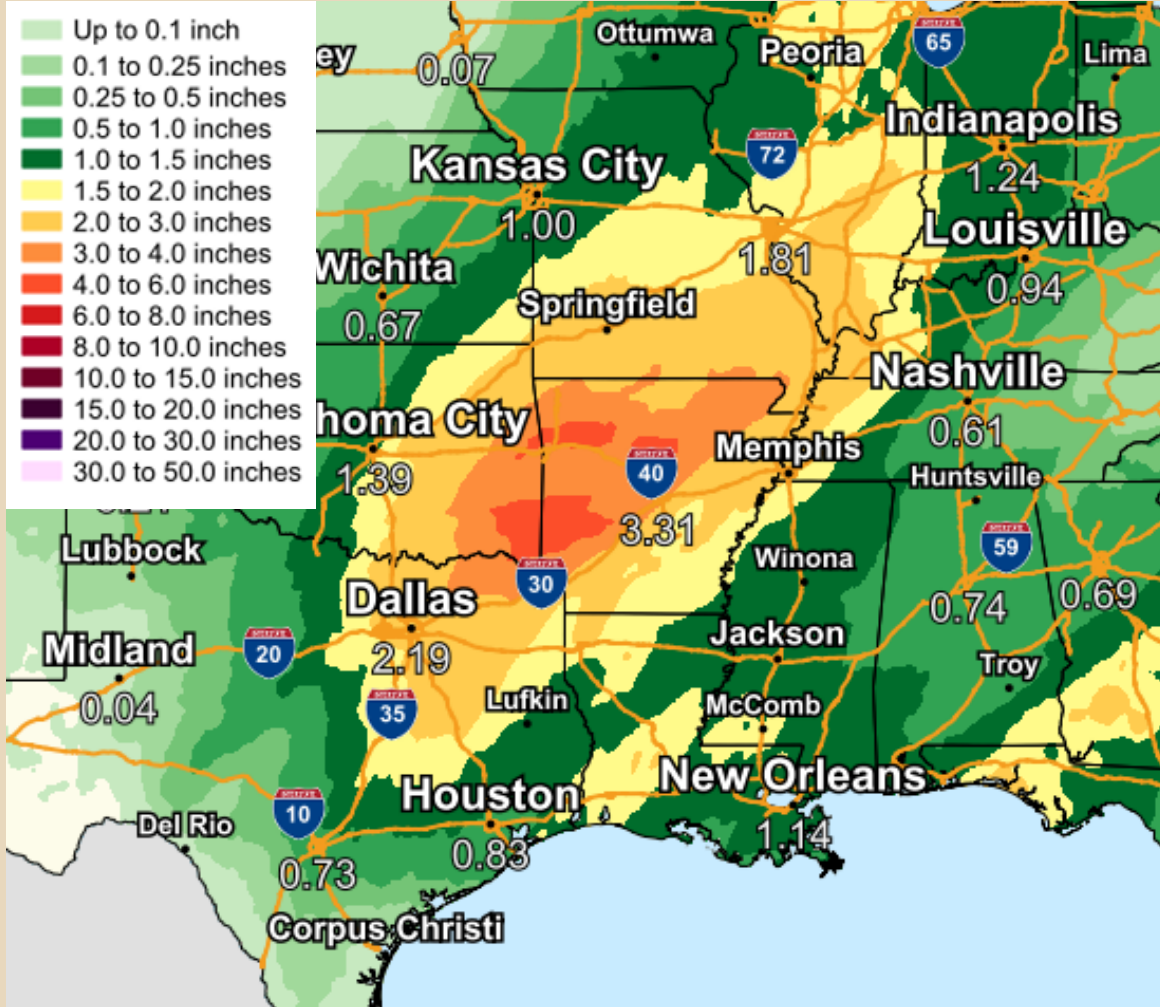 Up to 0.1 inch
0.1 to 0.25 inches
0.25 to 0.5 inches
0.5 to 1.0 inches
1.0 to 1.5 inches
1.5 to 2.0 inches
2.0 to 3.0 inches
3.0 to 4.0 inches
4.0 to 6.0 inches
6.0 to 8.0 inches
8.0 to 10.0 inches
10.0 to 15.0 inches
15.0 to 20.0 inches
20.0 to 30.0 inches
30.0 to 50.0 inches
ey
0.07
Ottumwa
Peoria
65
Lima
Indianapolis
1.24
72
Kansas City
1.00
Louisville
0.94
1.81
Wichita
0.67
Springfield
Nashville
0.61
homa City
1.39
40
Memphis
Huntsville
3.31
59
Lubbock
30
Winona
0.74
0.69
Dallas
2.19
Jackson
Midland
0.04
20
Troy
35
Lufkin
McComb
New Orleans
1.14
Houston
0.83
10
Del Rio
0.73
Corpus Christi